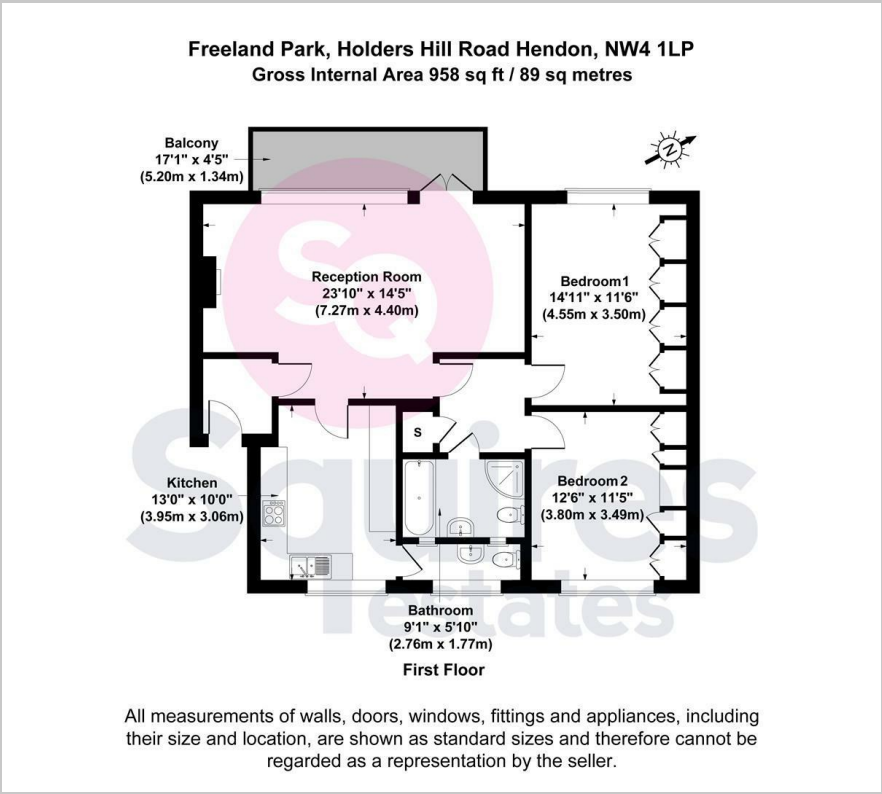 Freeland Park, Holders Hill Road Hendon, NW4 1LP
Gross Internal Area 958 sq ft / 89 sq metres
Balcony
17'1" x 4'5"
(5.20m x 1.34m)
N
SQ
Reception Room
23'10" x 14'5"
(7.27m x 4.40m)
Bedroom1
14'11" x 11'6"
(4.55m x 3.50m)
S
Squires
estates
Kitchen
13'0" x 10'0"
(3.95m x 3.06m)
Bedroom2
12'6" x 11'5"
(3.80m x 3.49m)
Bathroom
9'1" x 5'10"
(2.76m x 1.77m)
First Floor
All measurements of walls, doors, windows, fittings and appliances, including
their size and location, are shown as standard sizes and therefore cannot be
regarded as a representation by the seller.